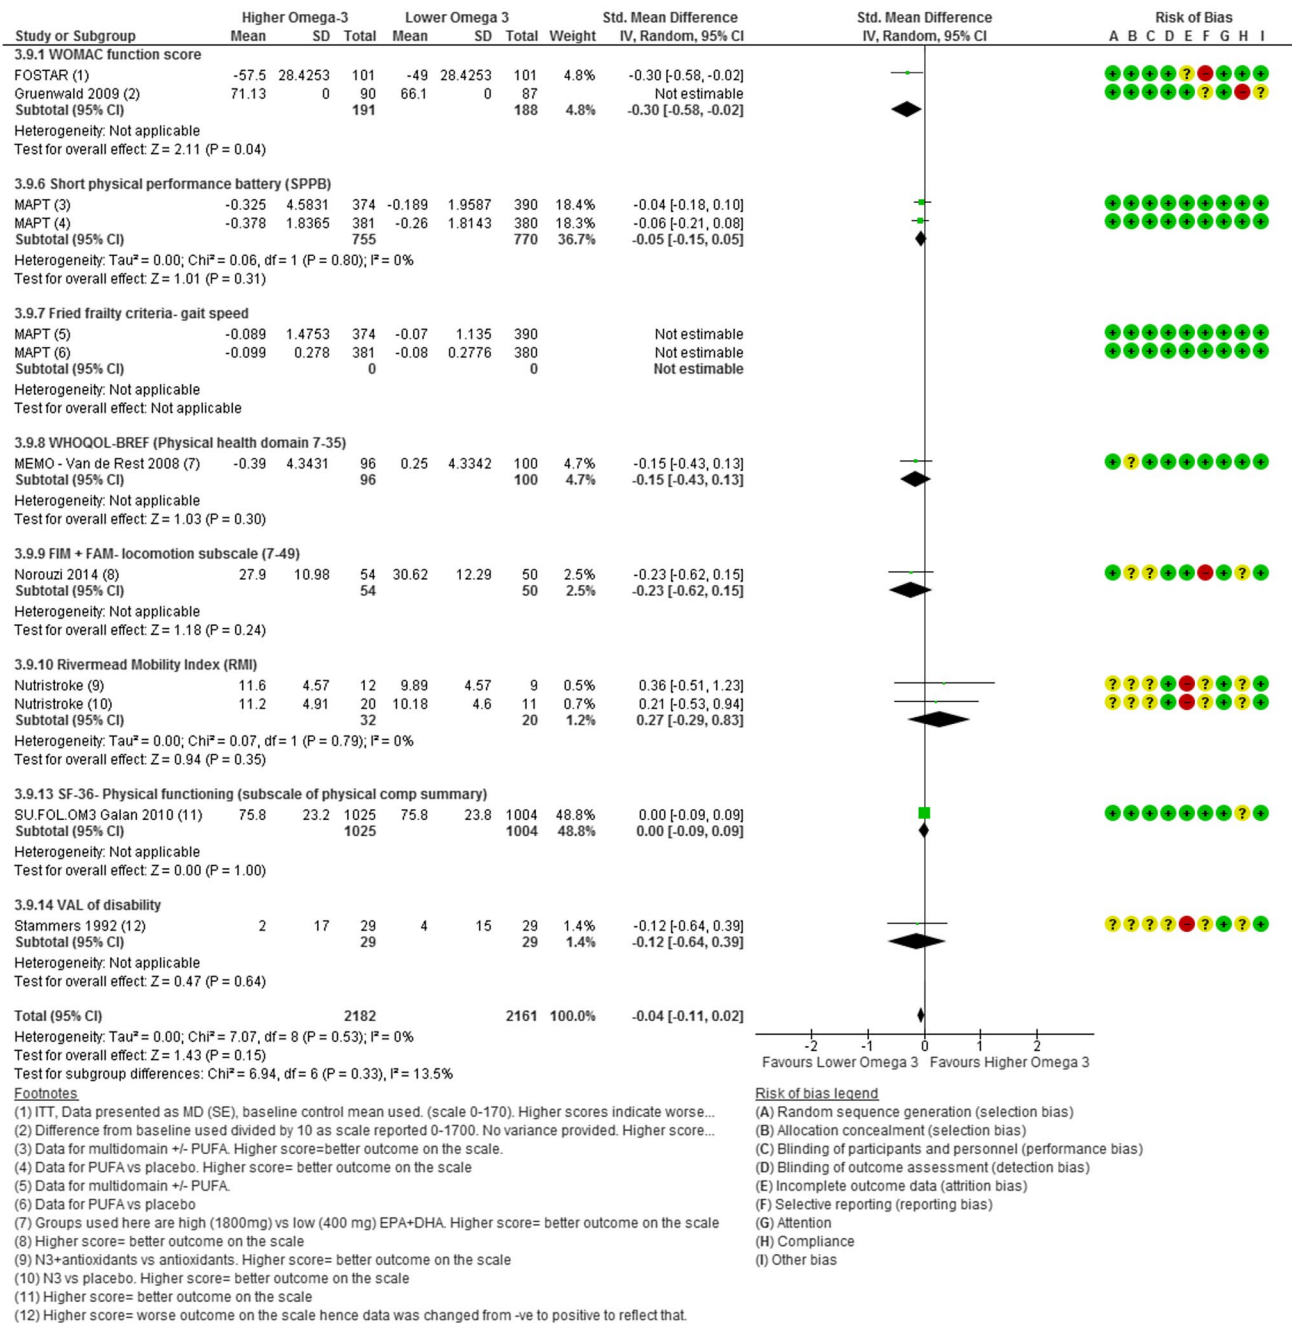 Higher Omega-3 Lower Omega 3 Std. Mean Difference Std. Mean Difference Risk of Bias
Study or Subgroup Mean SD Total Mean SD Total Weight IV, Random, 95% CI IV, Random, 95% CI A B C D E F G H I
3.9.1 WOMAC function score
FOSTAR (1) -57.5 28.4253 101 -49 28.4253 101 4.8% -0.30 [-0.58, -0.02] + + + + ? - + + +
Gruenwald 2009 (2) 71.13 0 90 66.1 0 87 Not estimable + + + + + ? + - ?
Subtotal (95% CI) 191 188 4.8% -0.30 [-0.58, -0.02]
Heterogeneity: Not applicable
Test for overall effect: Z = 2.11 (P = 0.04)
3.9.6 Short physical performance battery (SPPB)
MAPT (3) -0.325 4.5831 374 -0.189 1.9587 390 18.4% -0.04 [-0.18, 0.10] + + + + + + + + +
MAPT (4) -0.378 1.8365 381 -0.26 1.8143 380 18.3% -0.06 [-0.21, 0.08] + + + + + + + + +
Subtotal (95% CI) 755 770 36.7% -0.05 [-0.15, 0.05]
Heterogeneity: Tau² = 0.00; Chi² = 0.06, df = 1 (P = 0.80); I² = 0%
Test for overall effect: Z = 1.01 (P = 0.31)
3.9.7 Fried frailty criteria- gait speed
MAPT (5) -0.089 1.4753 374 -0.07 1.135 390 Not estimable + + + + + + + + +
MAPT (6) -0.099 0.278 381 -0.08 0.2776 380 Not estimable + + + + + + + + +
Subtotal (95% CI) 0 0 Not estimable
Heterogeneity: Not applicable
Test for overall effect: Not applicable
3.9.8 WHOQOL-BREF (Physical health domain 7-35)
MEMO - Van de Rest 2008 (7) -0.39 4.3431 96 0.25 4.3342 100 4.7% -0.15 [-0.43, 0.13] + ? + + + + + + +
Subtotal (95% CI) 96 100 4.7% -0.15 [-0.43, 0.13]
Heterogeneity: Not applicable
Test for overall effect: Z = 1.03 (P = 0.30)
3.9.9 FIM + FAM- locomotion subscale (7-49)
Norouzi 2014 (8) 27.9 10.98 54 30.62 12.29 50 2.5% -0.23 [-0.62, 0.15] + ? ? + + - + ? +
Subtotal (95% CI) 54 50 2.5% -0.23 [-0.62, 0.15]
Heterogeneity: Not applicable
Test for overall effect: Z = 1.18 (P = 0.24)
3.9.10 Rivermead Mobility Index (RMI)
Nutristroke (9) 11.6 4.57 12 9.89 4.57 9 0.5% 0.36 [-0.51, 1.23] ? ? ? + - ? + ? +
Nutristroke (10) 11.2 4.91 20 10.18 4.6 11 0.7% 0.21 [-0.53, 0.94] ? ? ? + - ? + ? +
Subtotal (95% CI) 32 20 1.2% 0.27 [-0.29, 0.83]
Heterogeneity: Tau² = 0.00; Chi² = 0.07, df = 1 (P = 0.79); I² = 0%
Test for overall effect: Z = 0.94 (P = 0.35)
3.9.13 SF-36- Physical functioning (subscale of physical comp summary)
SU.FOL.OM3 Galan 2010 (11) 75.8 23.2 1025 75.8 23.8 1004 48.8% 0.00 [-0.09, 0.09] + + + + + + + ? +
Subtotal (95% CI) 1025 1004 48.8% 0.00 [-0.09, 0.09]
Heterogeneity: Not applicable
Test for overall effect: Z = 0.00 (P = 1.00)
3.9.14 VAL of disability
Stammers 1992 (12) 2 17 29 4 15 29 1.4% -0.12 [-0.64, 0.39] ? ? ? ? - ? + ? +
Subtotal (95% CI) 29 29 1.4% -0.12 [-0.64, 0.39]
Heterogeneity: Not applicable
Test for overall effect: Z = 0.47 (P = 0.64)
Total (95% CI) 2182 2161 100.0% -0.04 [-0.11, 0.02]
Heterogeneity: Tau² = 0.00; Chi² = 7.07, df = 8 (P = 0.53); I² = 0%
Test for overall effect: Z = 1.43 (P = 0.15)
Test for subgroup differences: Chi² = 6.94, df = 6 (P = 0.33), I² = 13.5%
-2 -1 0 1 2
Favours Lower Omega 3 Favours Higher Omega 3
Footnotes
(1) ITT, Data presented as MD (SE), baseline control mean used. (scale 0-170). Higher scores indicate worse...
(2) Difference from baseline used divided by 10 as scale reported 0-1700. No variance provided. Higher score...
(3) Data for multidomain +/- PUFA. Higher score=better outcome on the scale.
(4) Data for PUFA vs placebo. Higher score= better outcome on the scale
(5) Data for multidomain +/- PUFA.
(6) Data for PUFA vs placebo
(7) Groups used here are high (1800mg) vs low (400 mg) EPA+DHA. Higher score= better outcome on the scale
(8) Higher score= better outcome on the scale
(9) N3+antioxidants vs antioxidants. Higher score= better outcome on the scale
(10) N3 vs placebo. Higher score= better outcome on the scale
(11) Higher score= better outcome on the scale
(12) Higher score= worse outcome on the scale hence data was changed from -ve to positive to reflect that.
Risk of bias legend
(A) Random sequence generation (selection bias)
(B) Allocation concealment (selection bias)
(C) Blinding of participants and personnel (performance bias)
(D) Blinding of outcome assessment (detection bias)
(E) Incomplete outcome data (attrition bias)
(F) Selective reporting (reporting bias)
(G) Attention
(H) Compliance
(I) Other bias